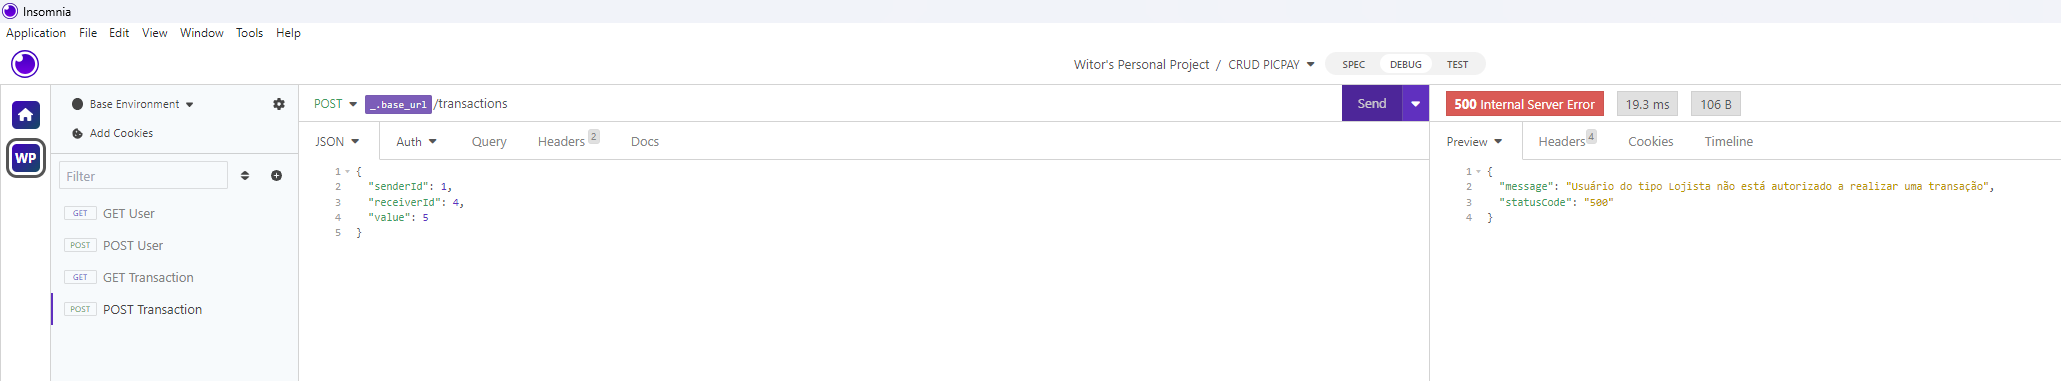 Insomnia
Application File Edit View Window Tools Help
Witor's Personal Project / CRUD PICPAY SPEC DEBUG TEST
WP
Base Environment
Add Cookies
Filter
GET GET User
POST POST User
GET GET Transaction
POST POST Transaction
POST _.base_url/transactions Send
JSON Auth Query Headers 2 Docs
1 {
2 "senderId": 1,
3 "receiverId": 4,
4 "value": 5
5 }
500 Internal Server Error 19.3 ms 106 B
Preview Headers 4 Cookies Timeline
1 {
2 "message": "Usuário do tipo Lojista não está autorizado a realizar uma transação",
3 "statusCode": "500"
4 }